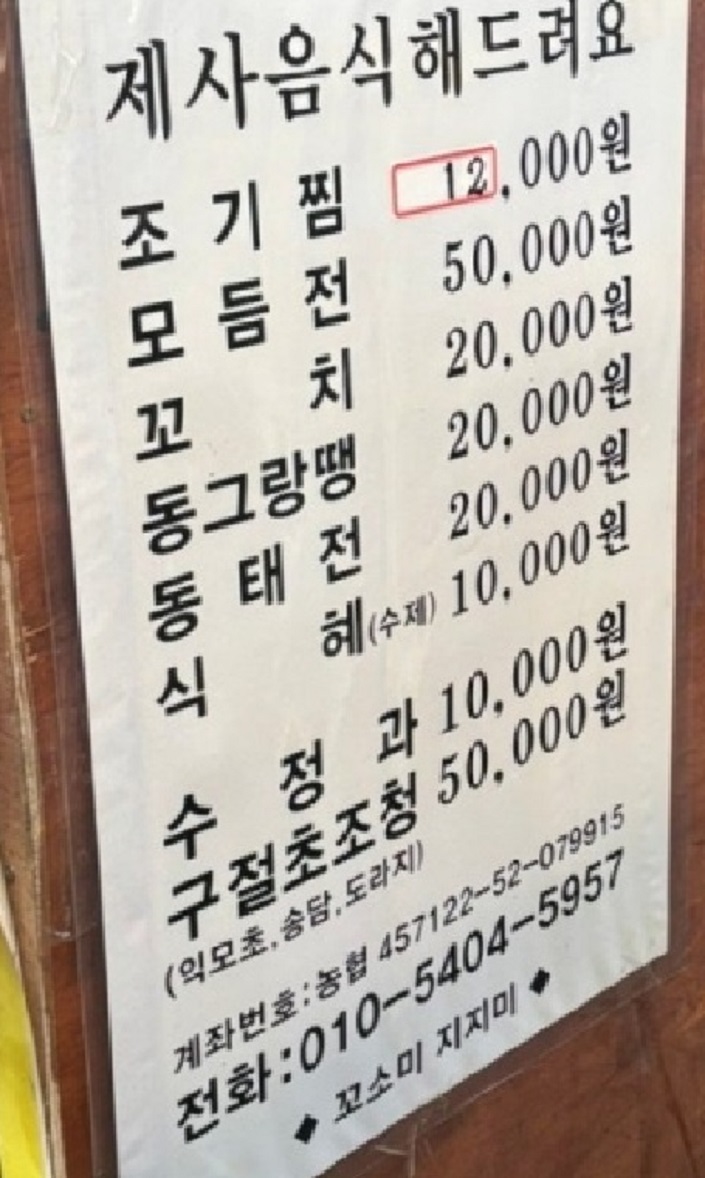 제사음식해드려요
조기찜 12,000원
모듬전 50,000원
꼬치 20,000원
동그랑땡 20,000원
동태전 20,000원
식혜(수제) 10,000원
수정과 10,000원
구절초조청 50,000원
(익모초,송담,도라지)
계좌번호:농협 457122-52-079915
전화:010-5404-5957
◆ 꼬소미 지지미 ◆